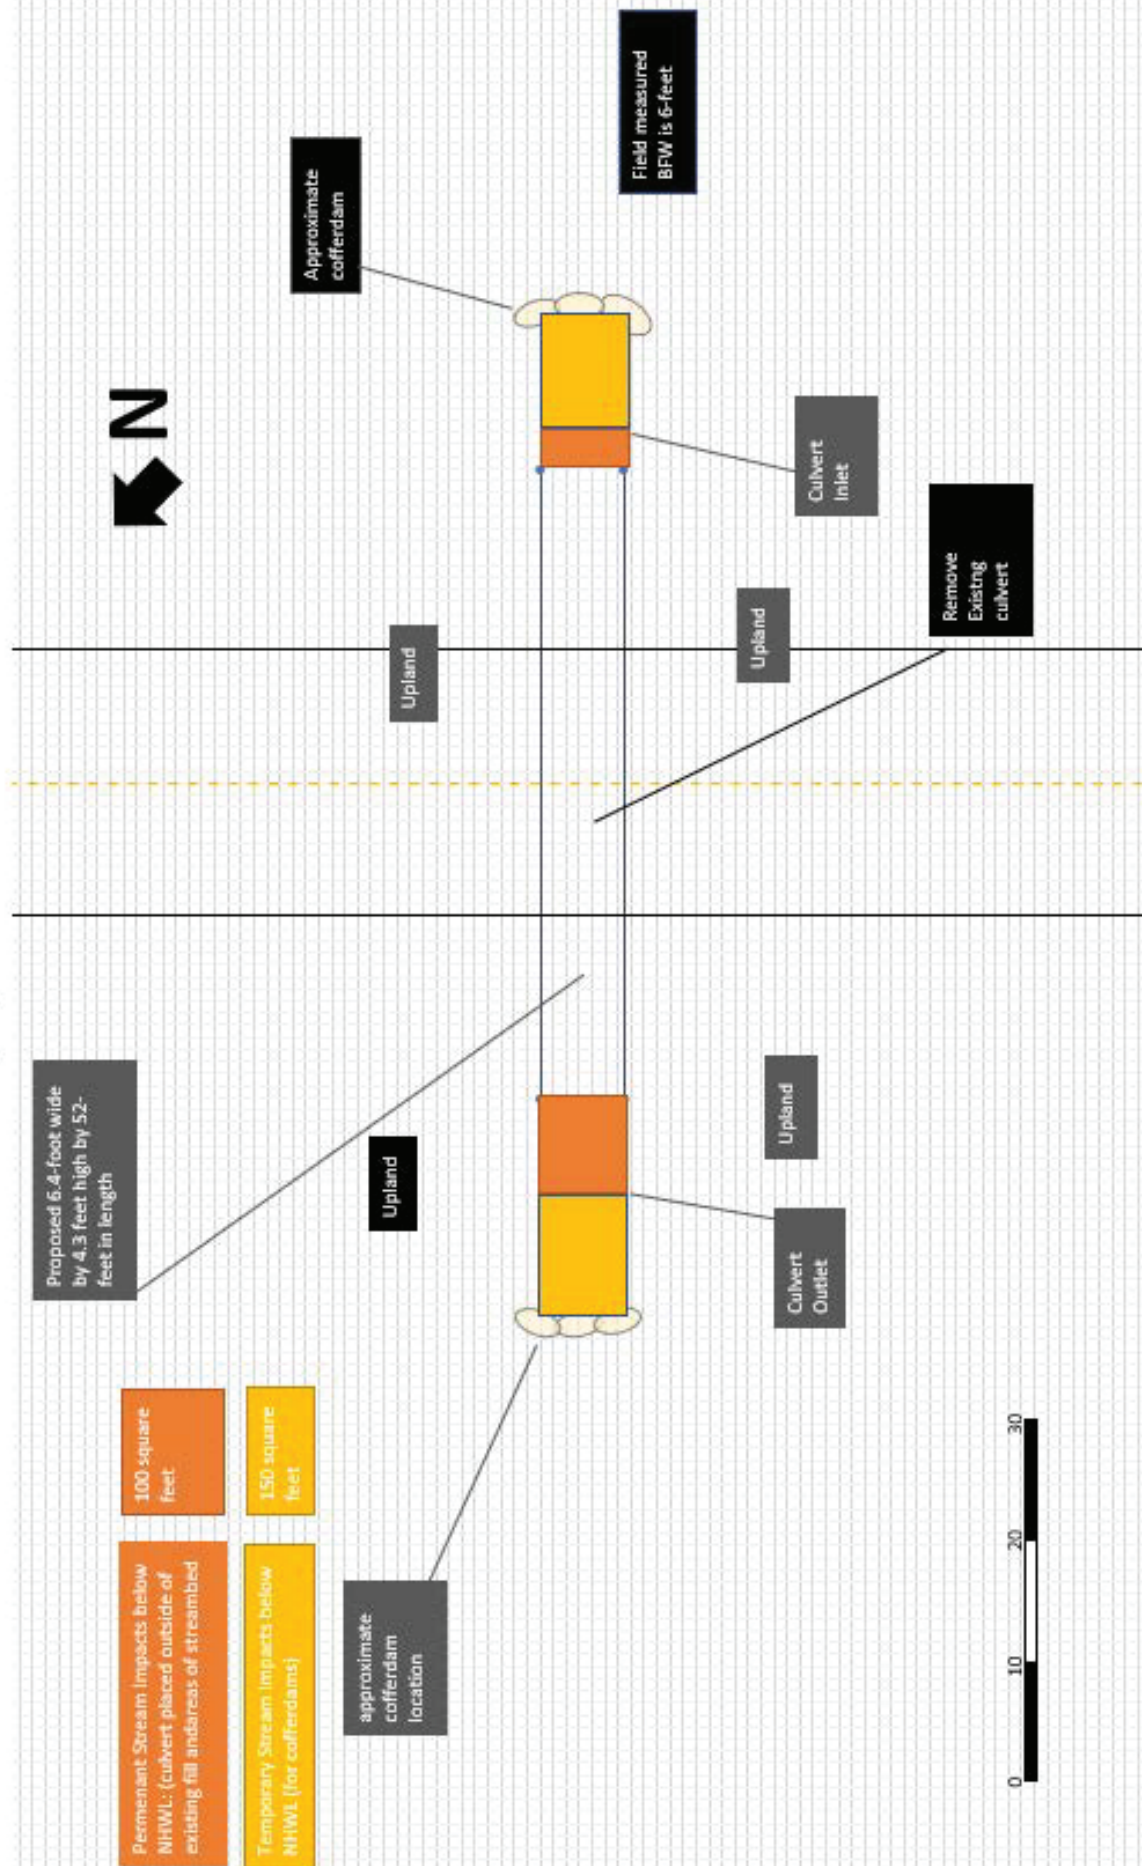 Permenant Stream Impacts below
NHWL: (culvert placed outside of
existing fill andareas of streambed
100 square
feet
Temporary Stream Impacts below
NHWL (for cofferdams)
150 square
feet
Proposed 6.4-foot wide
by 4.3 feet high by 52-
feet in length
N
Approximate
cofferdam
Field measured
BFW is 6-feet
approximate
cofferdam
location
Upland
Upland
Upland
Upland
Culvert
Outlet
Culvert
Inlet
Remove
Existng
culvert
0
10
20
30